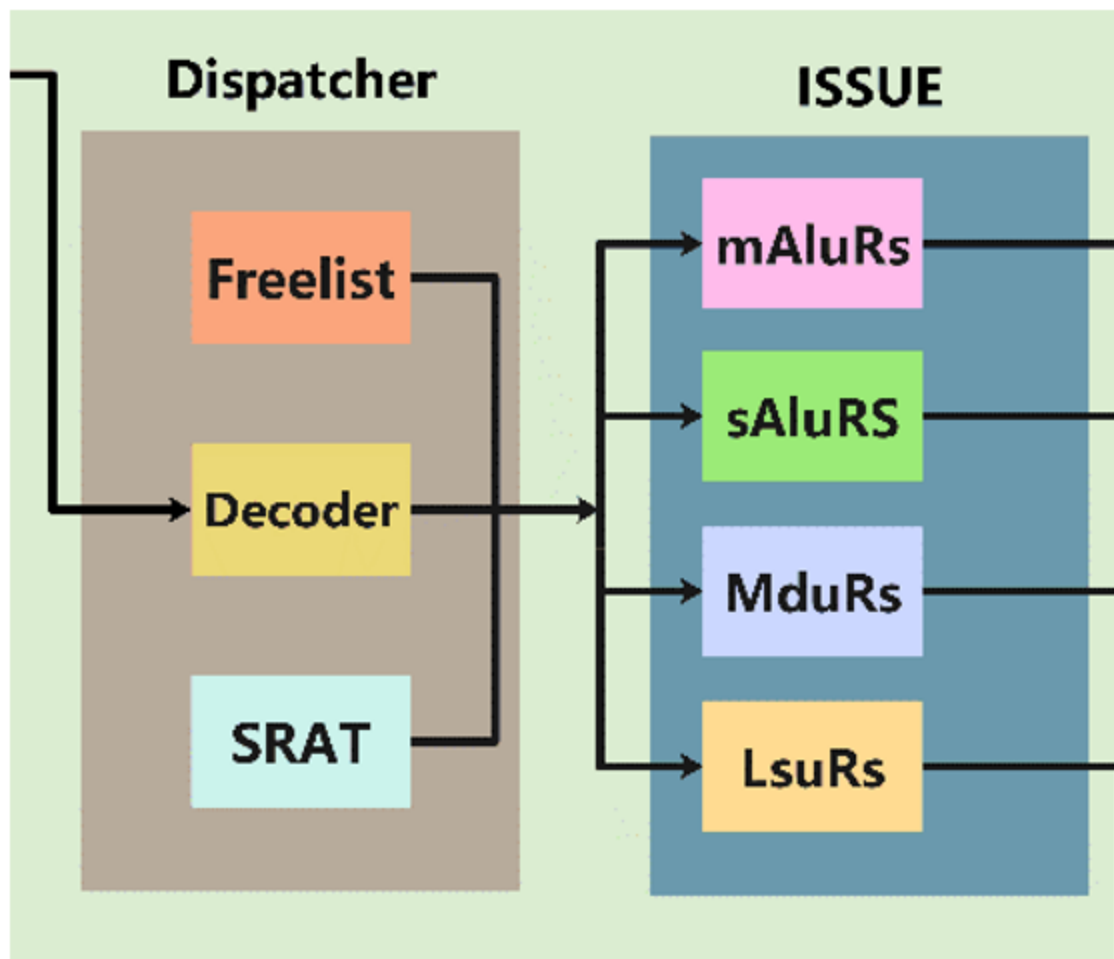 Dispatcher
Freelist
Decoder
SRAT
ISSUE
mAluRs
sAluRS
MduRs
LsuRs